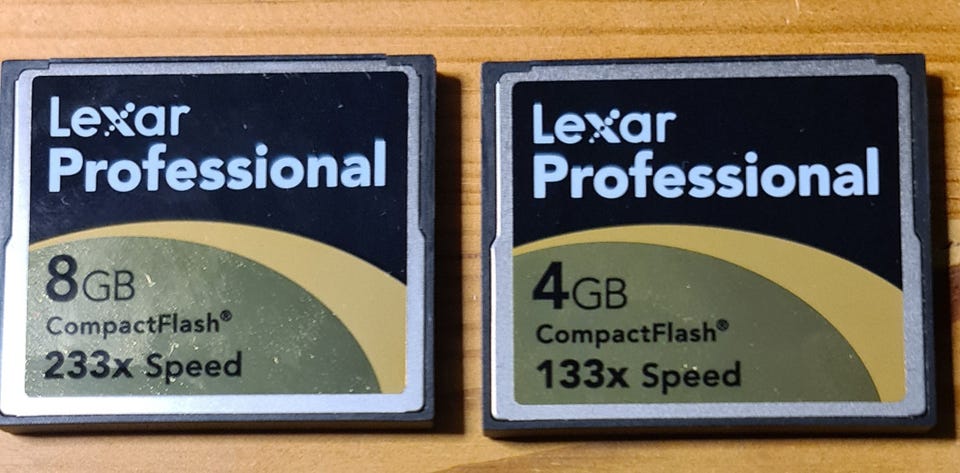 Lexar
Professional
8GB
CompactFlash®
233x Speed
Lexar
Professional
4GB
CompactFlash®
133x Speed